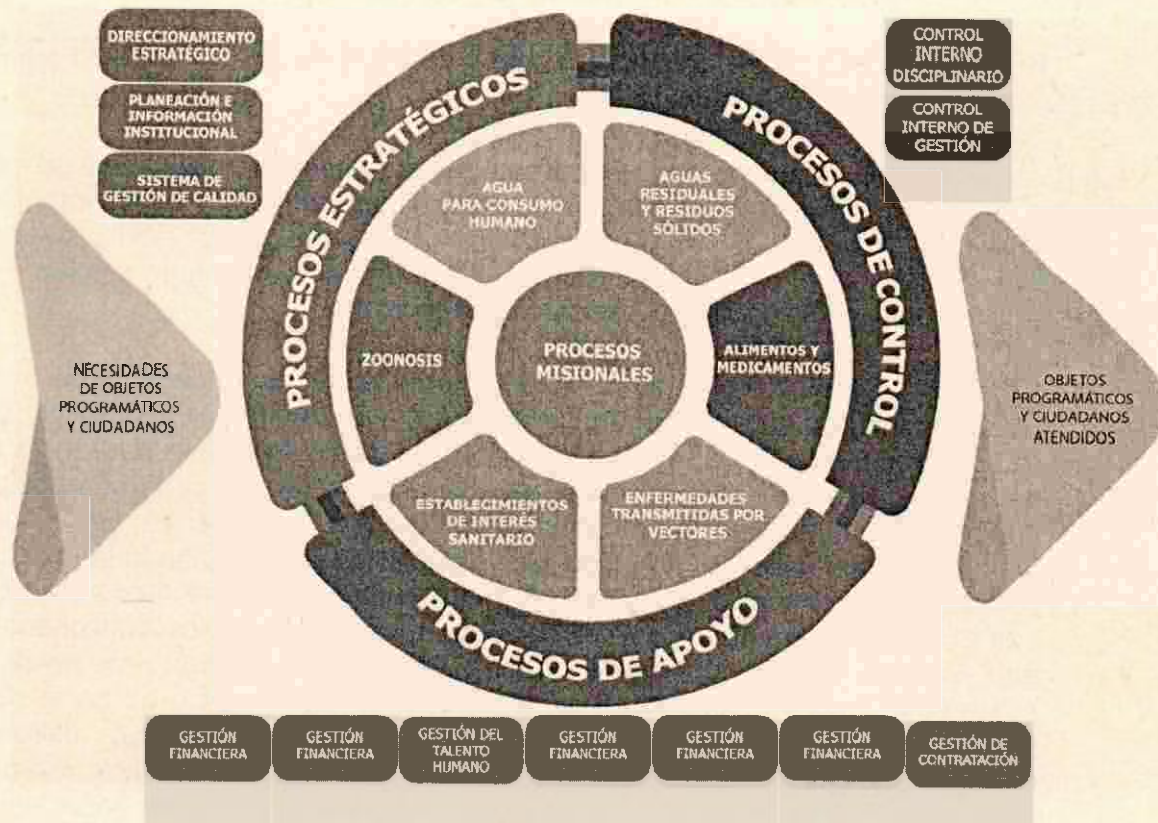 DIRECCIONAMIENTO
ESTRATÉGICO
PLANEACIÓN E
INFORMACIÓN
INSTITUCIONAL
SISTEMA DE
GESTIÓN DE CALIDAD
CONTROL
INTERNO
DISCIPLINARIO
CONTROL
INTERNO DE
GESTIÓN
PROCESOS ESTRATÉGICOS
PROCESOS DE CONTROL
AGUA
PARA CONSUMO
HUMANO
AGUAS
RESIDUALES
Y RESIDUOS
SÓLIDOS
ZOONOSIS
PROCESOS
MISIONALES
ALIMENTOS Y
MEDICAMENTOS
NECESIDADES
DE OBJETOS
PROGRAMÁTICOS
Y CIUDADANOS
OBJETOS
PROGRAMÁTICOS
Y CIUDADANOS
ATENDIDOS
ESTABLECIMIENTOS
DE INTERÉS
SANITARIO
ENFERMEDADES
TRANSMITIDAS POR
VECTORES
PROCESOS DE APOYO
GESTIÓN
FINANCIERA
GESTIÓN
FINANCIERA
GESTIÓN DEL
TALENTO
HUMANO
GESTIÓN
FINANCIERA
GESTIÓN
FINANCIERA
GESTIÓN
FINANCIERA
GESTIÓN DE
CONTRATACIÓN